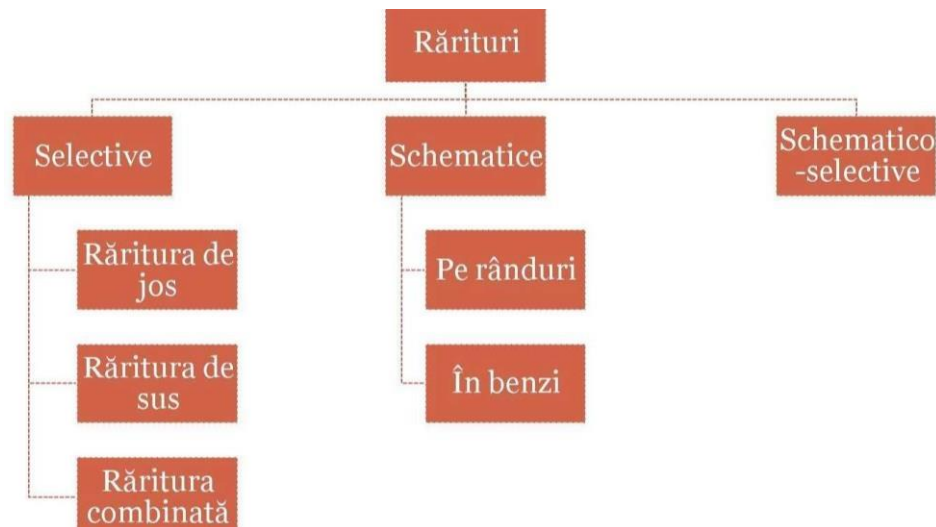 Rărituri
Selective
Schematice
Schematico
-selective
Răritura de
jos
Răritura de
sus
Răritura
combinată
Pe rânduri
În benzi